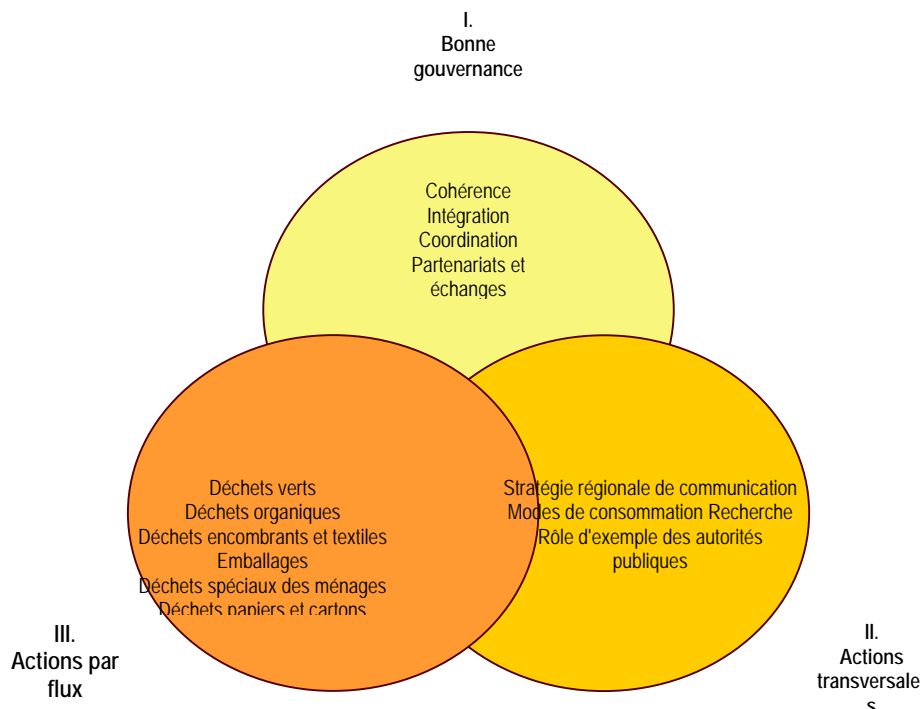 I.
Bonne
gouvernance
Cohérence
Intégration
Coordination
Partenariats et
échanges
Déchets verts
Déchets organiques
Déchets encombrants et textiles
Emballages
Déchets spéciaux des ménages
Déchets papiers et cartons
Stratégie régionale de communication
Modes de consommation Recherche
Rôle d'exemple des autorités
publiques
III.
Actions par
flux
II.
Actions
transversale
s